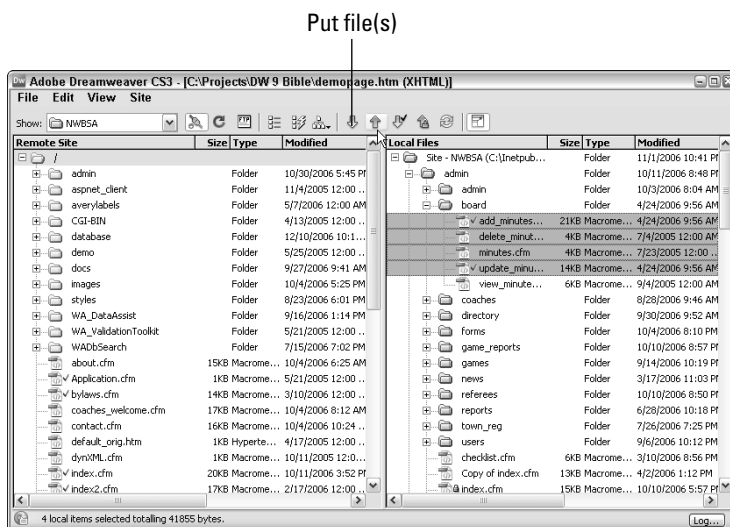 Put file(s)
Adobe Dreamweaver CS3 - [C:\Projects\DW 9 Bible\demopage.htm (XHTML)]
File Edit View Site
Show: NWBSA
Remote Site Size Type Modified
/
admin Folder 10/30/2006 5:45 PM
aspnet_client Folder 11/4/2005 12:00 ...
averylabels Folder 5/7/2006 12:00 AM
CGI-BIN Folder 4/13/2005 12:00 ...
database Folder 12/10/2006 10:1...
demo Folder 5/25/2005 12:00 ...
docs Folder 9/27/2006 9:41 AM
images Folder 10/4/2006 5:25 PM
styles Folder 8/23/2006 6:01 PM
WA_DataAssist Folder 9/16/2006 1:14 PM
WA_ValidationToolkit Folder 5/21/2005 12:00 ...
WADbSearch Folder 7/15/2006 7:02 PM
about.cfm 15KB Macrome... 10/4/2006 6:25 AM
Application.cfm 1KB Macrome... 5/21/2005 12:00 ...
bylaws.cfm 14KB Macrome... 3/10/2006 12:00 ...
coaches_welcome.cfm 17KB Macrome... 10/4/2006 8:12 AM
contact.cfm 16KB Macrome... 10/4/2006 10:24 ...
default_orig.htm 1KB Hyperte... 4/17/2005 12:00 ...
dynXML.cfm 1KB Macrome... 10/11/2005 12:0...
index.cfm 20KB Macrome... 10/11/2006 3:52 PM
index2.cfm 17KB Macrome... 2/17/2006 12:00 ...
Local Files Size Type Modified
Site - NWBSA (C:\Inetpub... Folder 11/1/2006 10:41 PM
admin Folder 10/11/2006 8:48 PM
admin Folder 10/3/2006 8:04 AM
board Folder 4/24/2006 9:56 AM
add_minutes... 21KB Macrome... 4/24/2006 9:56 AM
delete_minut... 4KB Macrome... 7/4/2005 12:00 AM
minutes.cfm 4KB Macrome... 7/23/2005 12:00 ...
update_minu... 14KB Macrome... 4/24/2006 9:56 AM
view_minute... 6KB Macrome... 9/4/2005 12:00 AM
coaches Folder 8/28/2006 9:46 AM
directory Folder 9/30/2006 9:52 AM
forms Folder 10/4/2006 8:10 PM
game_reports Folder 10/10/2006 8:57 PM
games Folder 9/14/2006 10:19 PM
news Folder 3/17/2006 11:03 PM
referees Folder 10/10/2006 8:50 PM
reports Folder 6/28/2006 10:18 PM
town_reg Folder 7/26/2006 7:25 PM
users Folder 9/6/2006 10:12 PM
checklist.cfm 6KB Macrome... 3/10/2006 8:56 PM
Copy of index.cfm 13KB Macrome... 4/2/2006 1:12 PM
index.cfm 15KB Macrome... 10/10/2006 5:57 PM
4 local items selected totalling 41855 bytes.
Log...